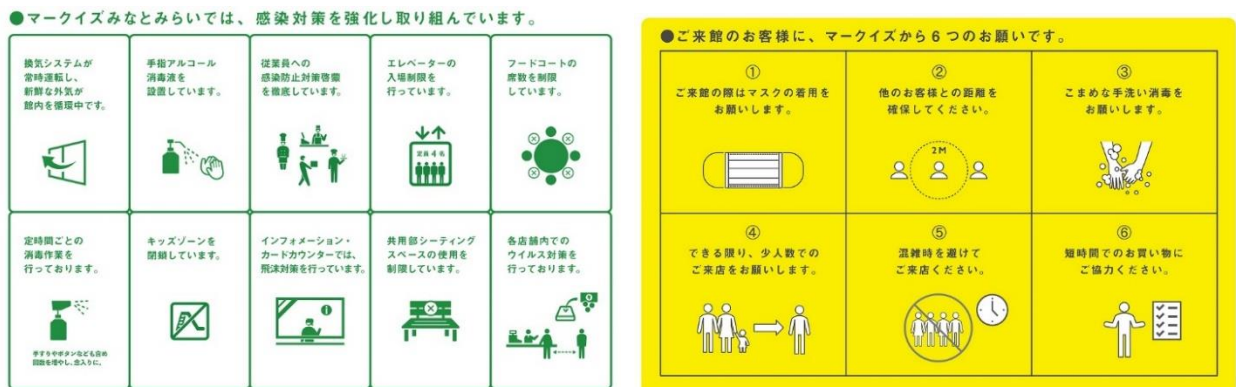 ●マークイズみなとみらいでは、感染対策を強化し取り組んでいます。
換気システムが
常時運転し、
新鮮な外気が
館内を循環中です。
手指アルコール
消毒液を
設置しています。
従業員への
感染防止対策啓蒙
を徹底しています。
エレベーターの
入場制限を
行っています。
定員4名
フードコートの
席数を制限
しています。
定時間ごとの
消毒作業を
行っております。
手すりやボタンなども含め
回数を増やし、念入りに。
キッズゾーンを
閉鎖しています。
インフォメーション・
カードカウンターでは、
飛沫対策を行っています。
共用部シーティング
スペースの使用を
制限しています。
各店舗内での
ウイルス対策を
行っております。
●ご来館のお客様に、マークイズから6つのお願いです。
①
ご来館の際はマスクの着用を
お願いします。
②
他のお客様との距離を
確保してください。
2M
③
こまめな手洗い消毒を
お願いします。
④
できる限り、少人数での
ご来店をお願いします。
⑤
混雑時を避けて
ご来店ください。
⑥
短時間でのお買い物に
ご協力ください。